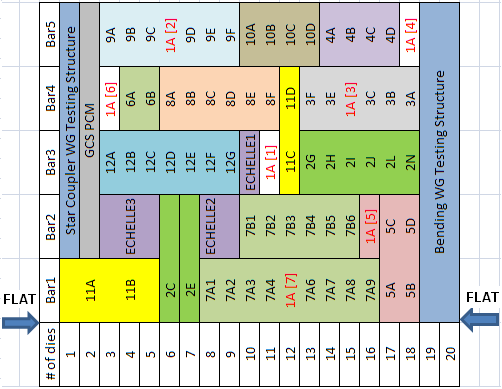 Bar5 Star Coupler WG Testing Structure GCS PCM 9A 9B 9C 1A [2] 9D 9E 9F 10A 10B 10C 10D 4A 4B 4C 4D 1A [4] Bending WG Testing Structure
Bar4 1A [6] 6A 6B 8A 8B 8C 8D 8E 8F 11D 3F 3E 1A [3] 3C 3B 3A
Bar3 12A 12B 12C 12D 12E 12F 12G ECHELLE1 1A [1] 11C 2G 2H 2I 2J 2L 2N
Bar2 ECHELLE3 ECHELLE2 7B1 7B2 7B3 7B4 7B5 7B6 1A [5] 5C 5D
Bar1 11A 11B 2C 2E 7A1 7A2 7A3 7A4 1A [7] 7A6 7A7 7A8 7A9 5A 5B
FLAT FLAT
# of dies 1 2 3 4 5 6 7 8 9 10 11 12 13 14 15 16 17 18 19 20